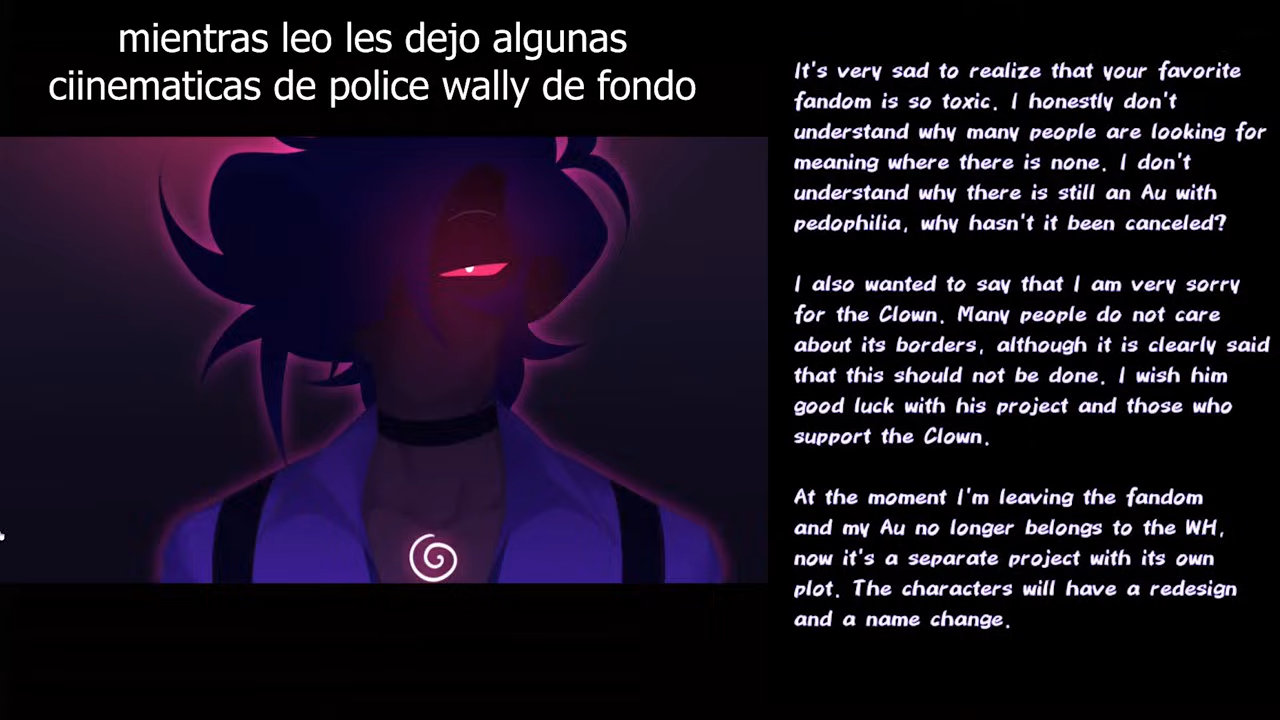 mientras leo les dejo algunas
ciinematicas de police wally de fondo
It's very sad to realize that your favorite
fandom is so toxic. I honestly don't
understand why many people are looking for
meaning where there is none. I don't
understand why there is still an Au with
pedophilia, why hasn't it been canceled?
I also wanted to say that I am very sorry
for the Clown. Many people do not care
about its borders, although it is clearly said
that this should not be done. I wish him
good luck with his project and those who
support the Clown.
At the moment I'm leaving the fandom
and my Au no longer belongs to the WH,
now it's a separate project with its own
plot. The characters will have a redesign
and a name change.